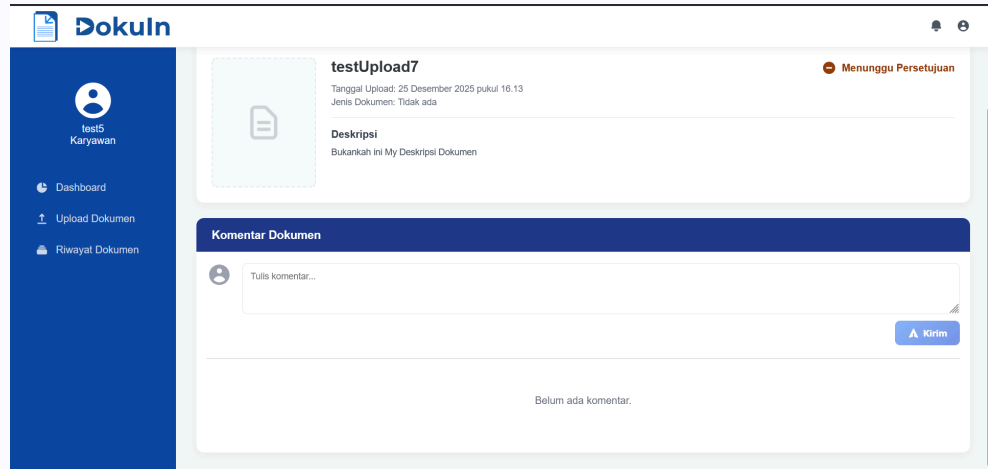 DokuIn
testUpload7
Menunggu Persetujuan
Tanggal Upload: 25 Desember 2025 pukul 16.13
Jenis Dokumen: Tidak ada
Deskripsi
Bukankah ini My Deskripsi Dokumen
test5
Karyawan
Dashboard
Upload Dokumen
Riwayat Dokumen
Komentar Dokumen
Tulis komentar...
Kirim
Belum ada komentar.